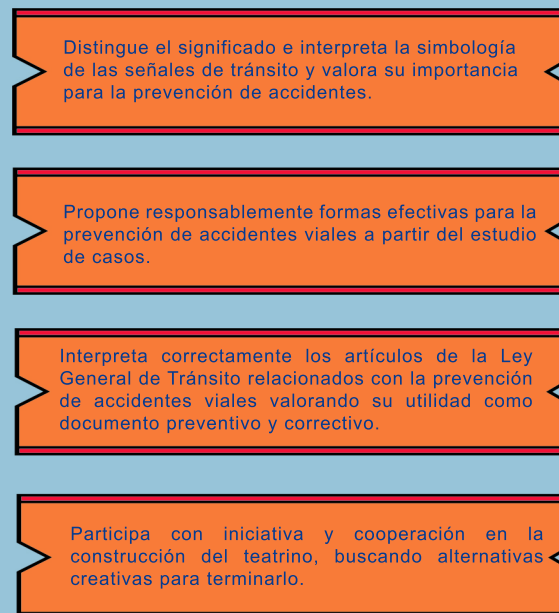 Distingue el significado e interpreta la simbología
de las señales de tránsito y valora su importancia
para la prevención de accidentes.
Propone responsablemente formas efectivas para la
prevención de accidentes viales a partir del estudio
de casos.
Interpreta correctamente los artículos de la Ley
General de Tránsito relacionados con la prevención
de accidentes viales valorando su utilidad como
documento preventivo y correctivo.
Participa con iniciativa y cooperación en la
construcción del teatrino, buscando alternativas
creativas para terminarlo.